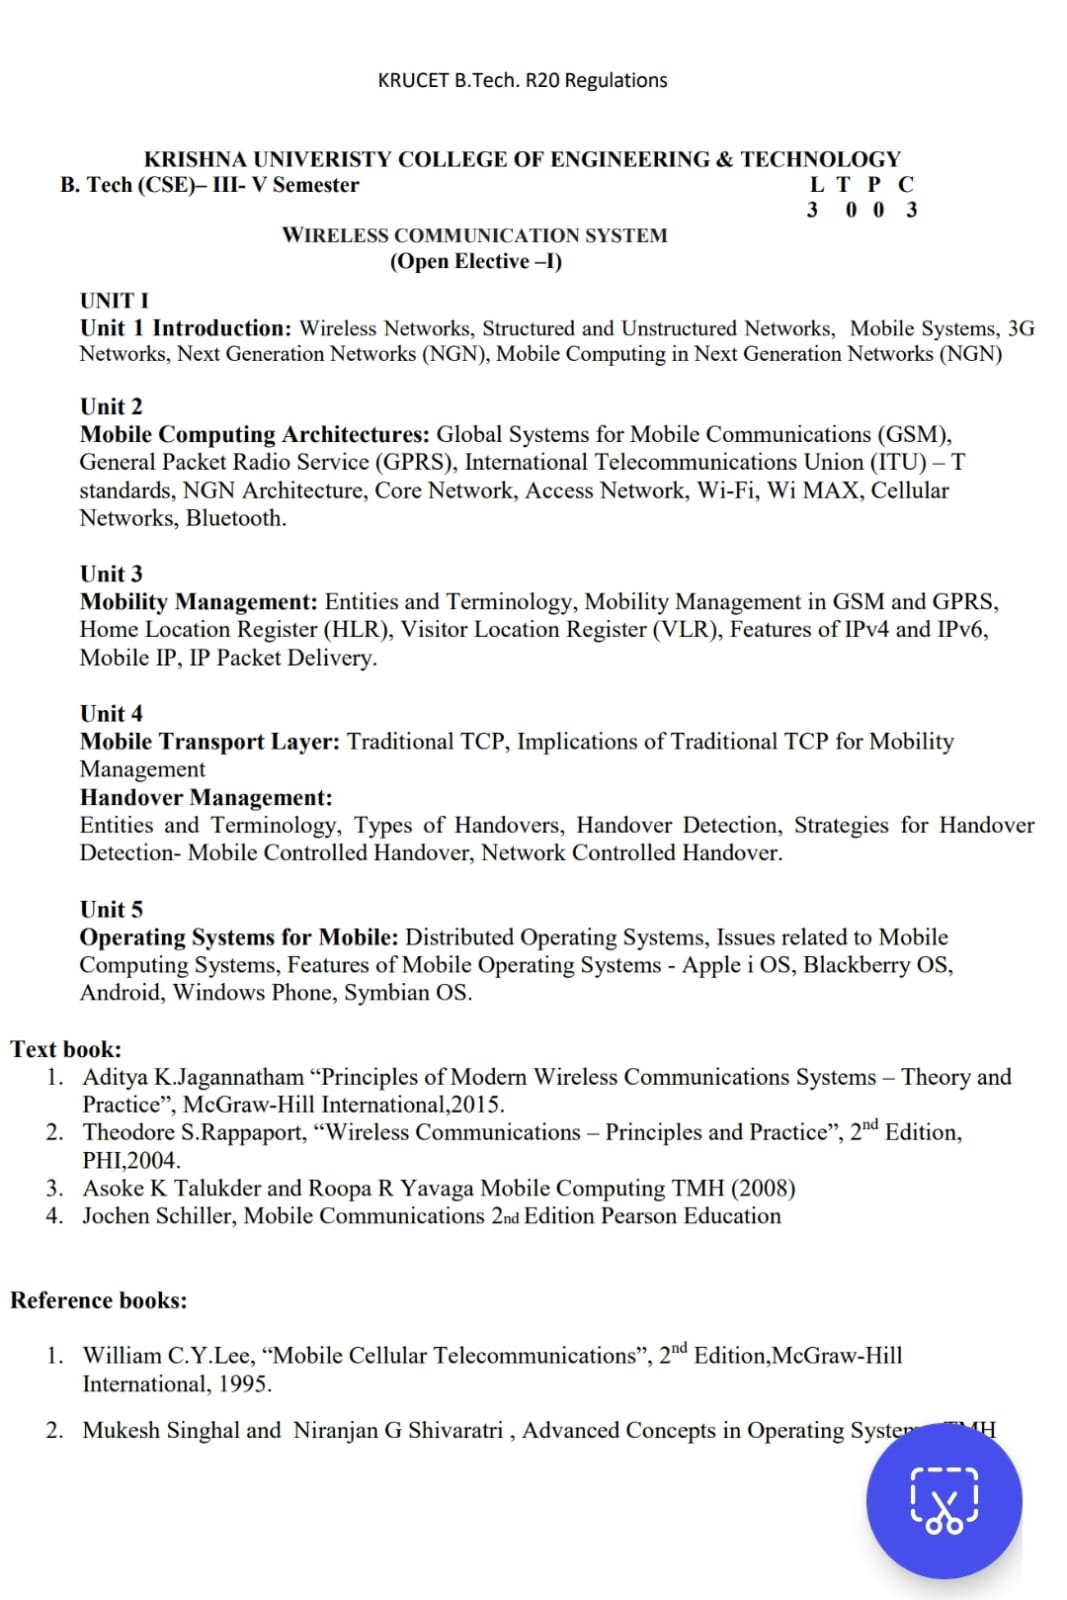 KRUCET B.Tech. R20 Regulations
KRISHNA UNIVERISTY COLLEGE OF ENGINEERING & TECHNOLOGY
B. Tech (CSE)– III- V Semester L T P C
3 0 0 3
WIRELESS COMMUNICATION SYSTEM
(Open Elective –I)
UNIT I
Unit 1 Introduction: Wireless Networks, Structured and Unstructured Networks, Mobile Systems, 3G
Networks, Next Generation Networks (NGN), Mobile Computing in Next Generation Networks (NGN)
Unit 2
Mobile Computing Architectures: Global Systems for Mobile Communications (GSM),
General Packet Radio Service (GPRS), International Telecommunications Union (ITU) – T
standards, NGN Architecture, Core Network, Access Network, Wi-Fi, Wi MAX, Cellular
Networks, Bluetooth.
Unit 3
Mobility Management: Entities and Terminology, Mobility Management in GSM and GPRS,
Home Location Register (HLR), Visitor Location Register (VLR), Features of IPv4 and IPv6,
Mobile IP, IP Packet Delivery.
Unit 4
Mobile Transport Layer: Traditional TCP, Implications of Traditional TCP for Mobility
Management
Handover Management:
Entities and Terminology, Types of Handovers, Handover Detection, Strategies for Handover
Detection- Mobile Controlled Handover, Network Controlled Handover.
Unit 5
Operating Systems for Mobile: Distributed Operating Systems, Issues related to Mobile
Computing Systems, Features of Mobile Operating Systems - Apple i OS, Blackberry OS,
Android, Windows Phone, Symbian OS.
Text book:
1. Aditya K.Jagannatham “Principles of Modern Wireless Communications Systems – Theory and
Practice”, McGraw-Hill International,2015.
2. Theodore S.Rappaport, “Wireless Communications – Principles and Practice”, 2nd Edition,
PHI,2004.
3. Asoke K Talukder and Roopa R Yavaga Mobile Computing TMH (2008)
4. Jochen Schiller, Mobile Communications 2nd Edition Pearson Education
Reference books:
1. William C.Y.Lee, “Mobile Cellular Telecommunications”, 2nd Edition,McGraw-Hill
International, 1995.
2. Mukesh Singhal and Niranjan G Shivaratri , Advanced Concepts in Operating